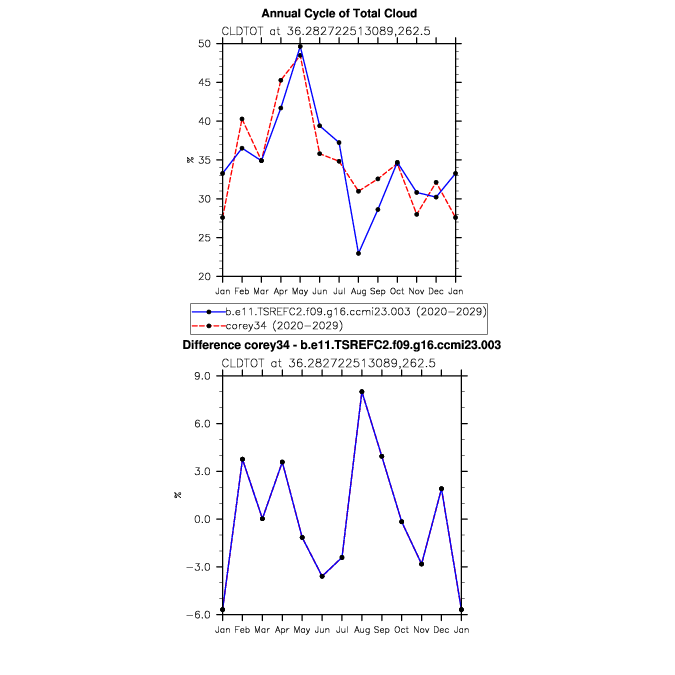 Annual Cycle of Total Cloud
CLDTOT at 36.282722513089,262.5
50
45
40
35
30
25
20
%
Jan Feb Mar Apr May Jun Jul Aug Sep Oct Nov Dec Jan
b.e11.TSREFC2.f09.g16.ccmi23.003 (2020-2029)
corey34 (2020-2029)
Difference corey34 - b.e11.TSREFC2.f09.g16.ccmi23.003
CLDTOT at 36.282722513089,262.5
9.0
6.0
3.0
0.0
-3.0
-6.0
%
Jan Feb Mar Apr May Jun Jul Aug Sep Oct Nov Dec Jan